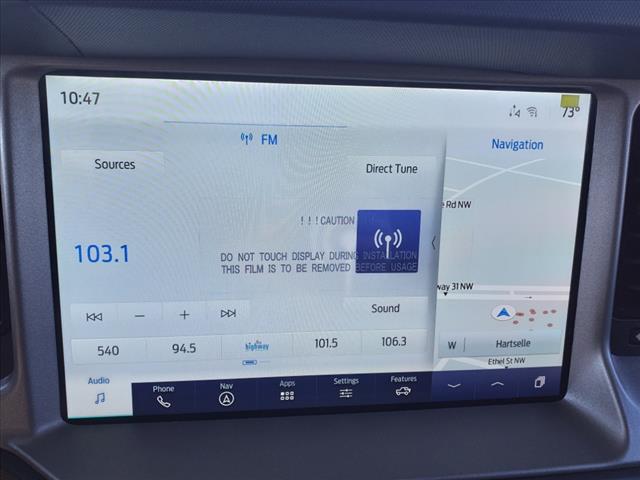 10:47
73°
FM
Navigation
Sources
Direct Tune
e Rd NW
! ! ! CAUTION ! !
103.1
DO NOT TOUCH DISPLAY DURING INSTALLATION
THIS FILM IS TO BE REMOVED BEFORE USAGE
way 31 NW
Sound
540 94.5 highway 101.5 106.3
W Hartselle
Ethel St NW
Audio Phone Nav Apps Settings Features